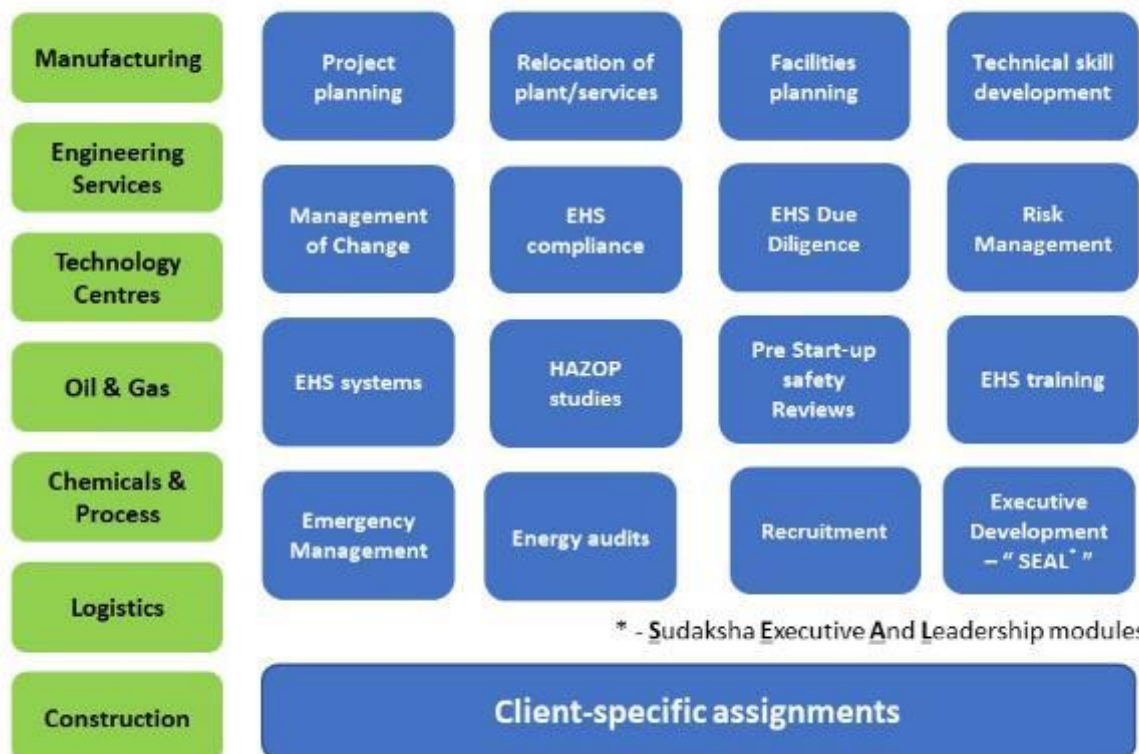 Manufacturing
Engineering
Services
Technology
Centres
Oil & Gas
Chemicals &
Process
Logistics
Construction
Project
planning
Relocation of
plant/services
Facilities
planning
Technical skill
development
Management
of Change
EHS
compliance
EHS Due
Diligence
Risk
Management
EHS systems
HAZOP
studies
Pre Start-up
safety
Reviews
EHS training
Emergency
Management
Energy audits
Recruitment
Executive
Development
– “ SEAL* ”
* - Sudaksha Executive And Leadership modules
Client-specific assignments